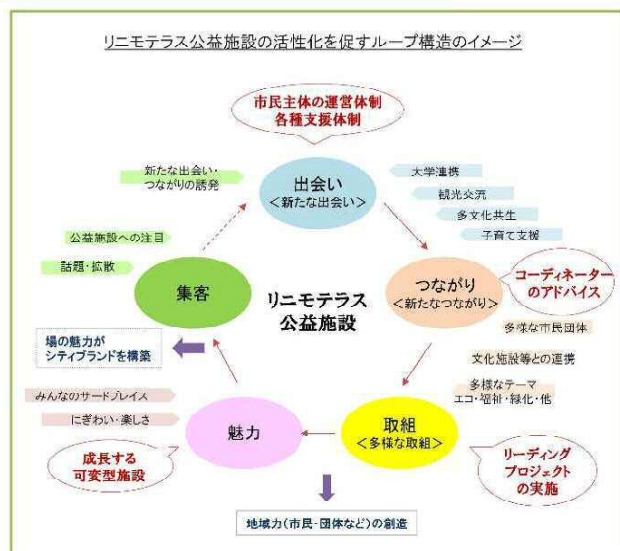 リニモテラス公益施設の活性化を促すループ構造のイメージ
市民主体の運営体制
各種支援体制
新たな出会い・
つながりの誘発
出会い
<新たな出会い>
大学連携
観光交流
多文化共生
子育て支援
公益施設への注目
話題・拡散
集客
リニモテラス
公益施設
つながり
<新たなつながり>
コーディネーター
のアドバイス
場の魅力が
シティブランドを構築
多様な市民団体
文化施設等との連携
多様なテーマ
エコ・福祉・緑化・他
みんなのサードプレイス
にぎわい・楽しさ
魅力
取組
<多様な取組>
成長する
可変型施設
リーディング
プロジェクト
の実施
地域力(市民・団体など)の創造